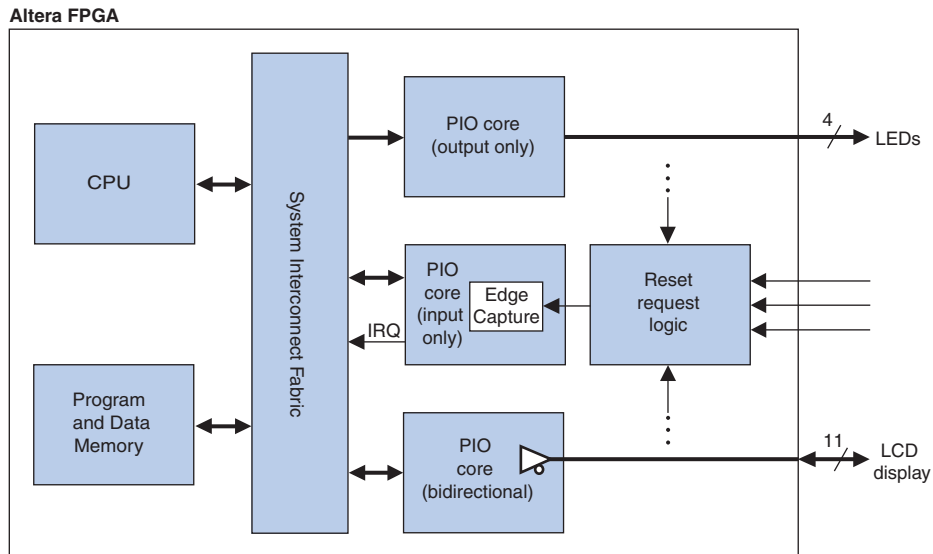 Altera FPGA
CPU
Program
and Data
Memory
System Interconnect Fabric
PIO core
(output only)
4
LEDs
PIO
core
(input
only)
Edge
Capture
IRQ
Reset
request
logic
PIO
core
(bidirectional)
11
LCD
display